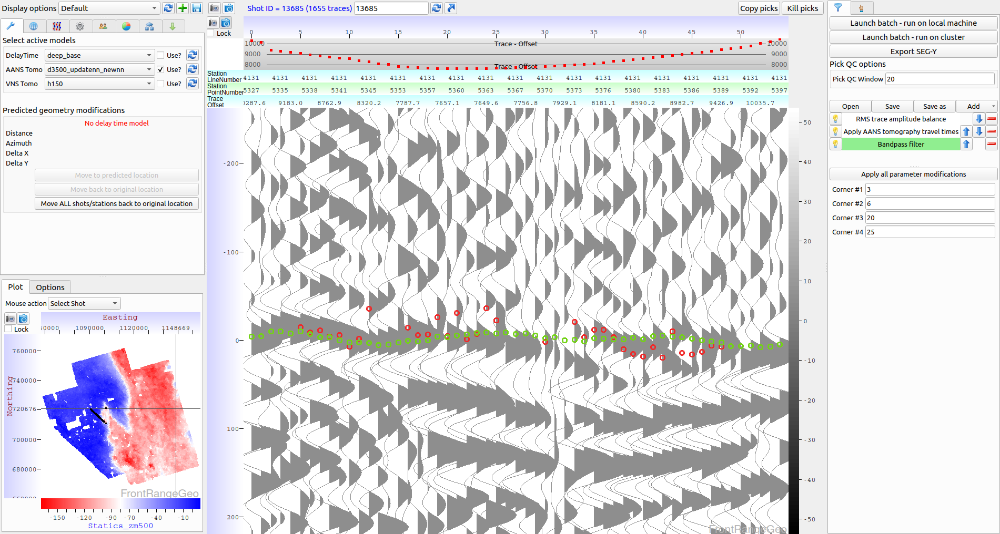 Display options Default
Shot ID = 13685 (1655 traces) 13685
Copy picks Kill picks
Lock
Select active models
DelayTime deep_base Use?
AANS Tomo d3500_updatenn_newnn Use?
VNS Tomo h150 Use?
Predicted geometry modifications
No delay time model
Distance
Azimuth
Delta X
Delta Y
Move to predicted location
Move back to original location
Move ALL shots/stations back to original location
Plot Options
Mouse action Select Shot
Lock
Easting
1090000 1120000 1148669
Northing
760000
740000
720676
700000
680000
FrontRangeGeo
-150 -120 -90 -70 -40 -10
Statics_zm500
0 5 10 15 20 25 30 35 40 45 50
10000 Trace - Offset 10000
9000 9000
8000 Trace - Offset 8000
Station LineNumber 4131 4131 4131 4131 4131 4131 4131 4131 4131 4131 4131 4131 4131 4131 4131 4131 4131 4131 4131
Station PointNumber 5327 5335 5338 5341 5345 5353 5357 5360 5363 5367 5370 5373 5376 5380 5383 5386 5389 5392 5397
Trace Offset 0287.6 9183.0 8762.9 8320.2 7787.7 7657.1 7649.6 7756.8 7929.1 8181.1 8590.2 8982.7 9426.9 10035.7
-200
-100
0
100
200
50
40
30
20
10
0
-10
-20
-30
-40
-50
FrontRangeGeo
Launch batch - run on local machine
Launch batch - run on cluster
Export SEG-Y
Pick QC options
Pick QC Window 20
Open Save Save as Add
RMS trace amplitude balance
Apply AANS tomography travel times
Bandpass filter
Apply all parameter modifications
Corner #1 3
Corner #2 6
Corner #3 20
Corner #4 25